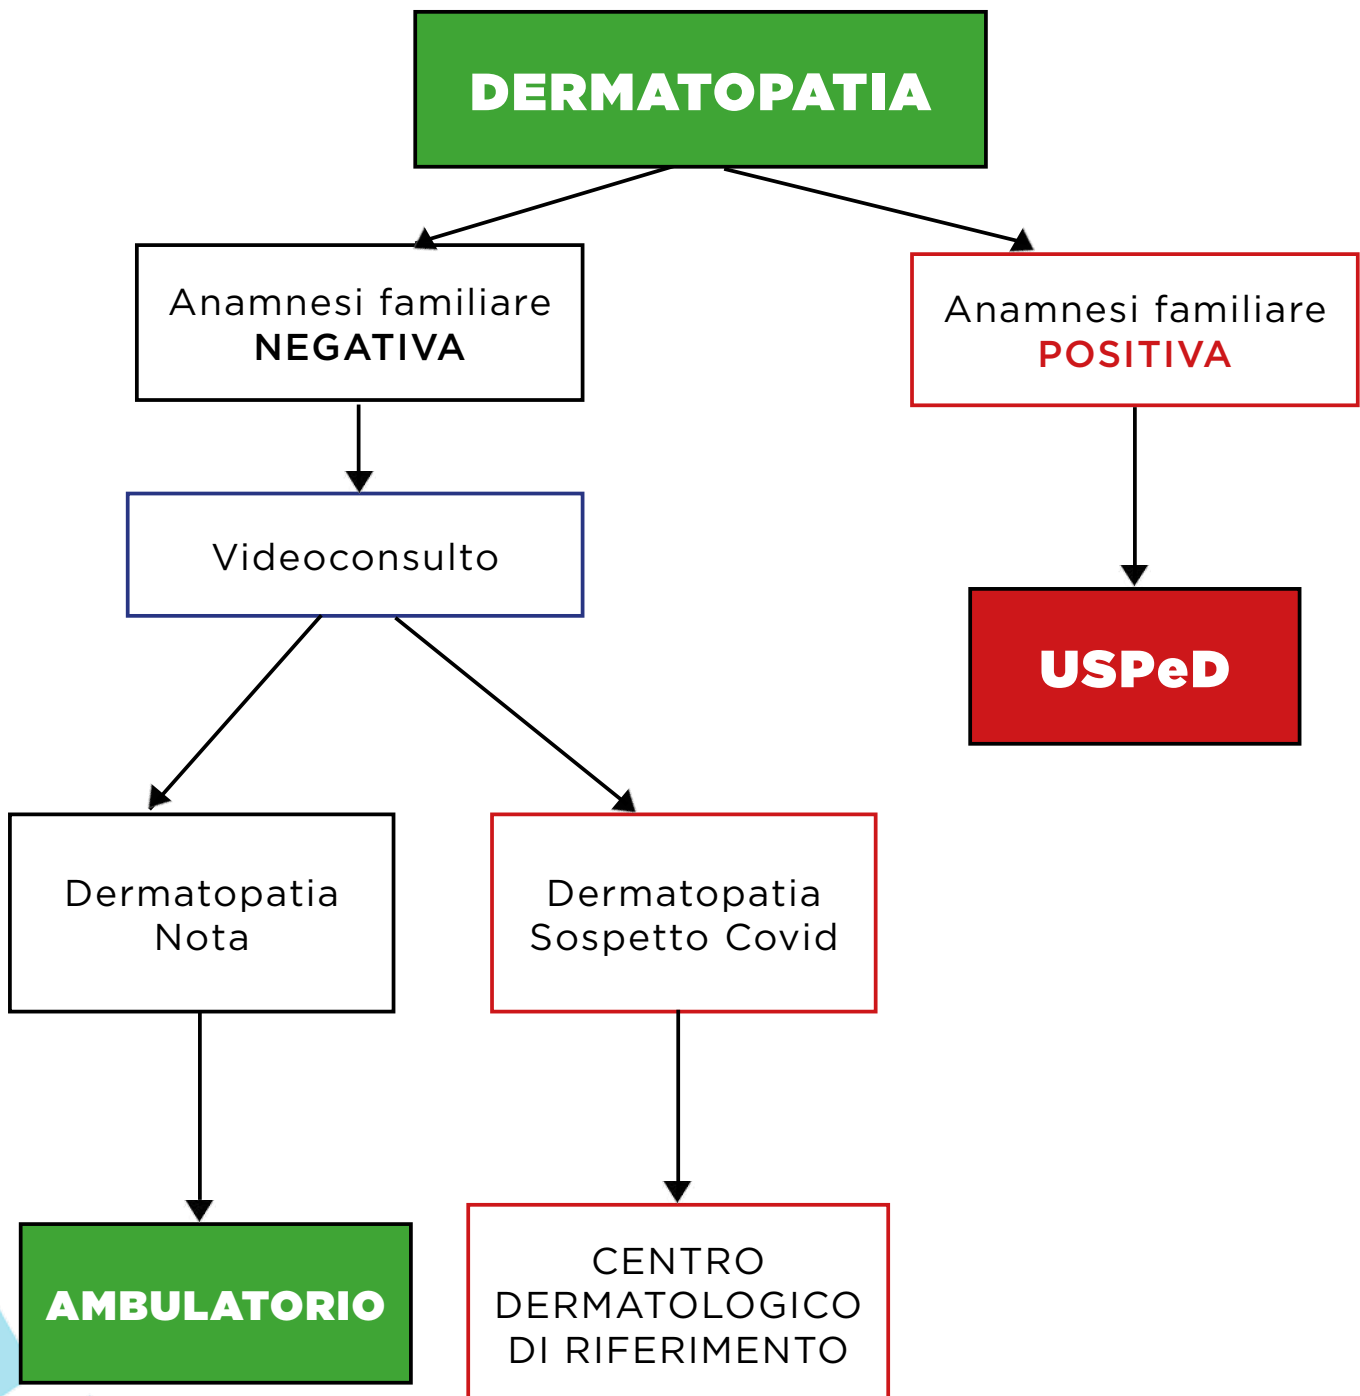 DERMATOPATIA
Anamnesi familiare
NEGATIVA
Anamnesi familiare
POSITIVA
Videoconsulto
USPeD
Dermatopatia
Nota
Dermatopatia
Sospetto Covid
AMBULATORIO
CENTRO
DERMATOLOGICO
DI RIFERIMENTO